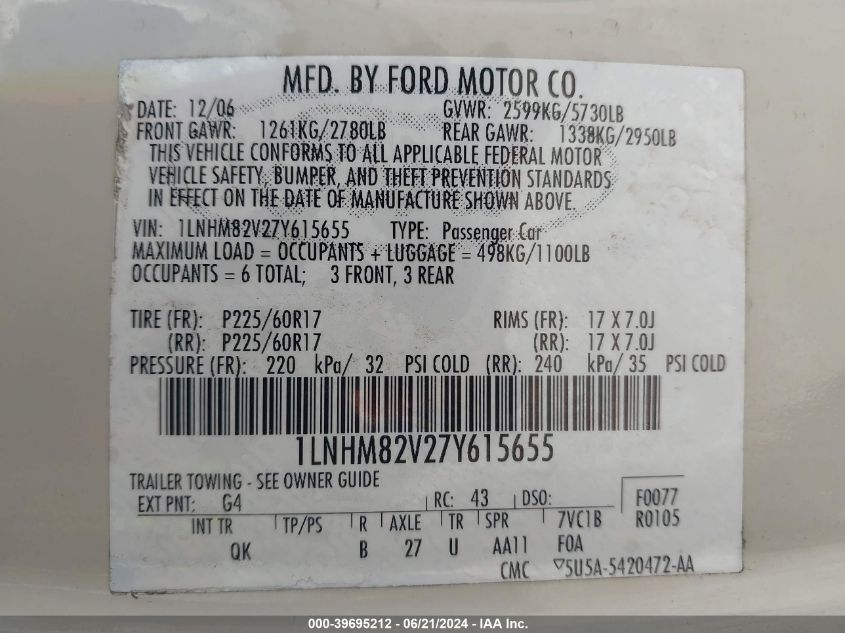 MFD. BY FORD MOTOR CO.
DATE: 12/06 GVWR: 2599KG/5730LB
FRONT GAWR: 1261KG/2780LB REAR GAWR: 1338KG/2950LB
THIS VEHICLE CONFORMS TO ALL APPLICABLE FEDERAL MOTOR
VEHICLE SAFETY, BUMPER, AND THEFT PREVENTION STANDARDS
IN EFFECT ON THE DATE OF MANUFACTURE SHOWN ABOVE.
VIN: 1LNHM82V27Y615655 TYPE: Passenger Car
MAXIMUM LOAD = OCCUPANTS + LUGGAGE = 498KG/1100LB
OCCUPANTS = 6 TOTAL; 3 FRONT, 3 REAR
TIRE (FR): P225/60R17 RIMS (FR): 17 X 7.0J
(RR): P225/60R17 (RR): 17 X 7.0J
PRESSURE (FR): 220 kPa/ 32 PSI COLD (RR): 240 kPa/ 35 PSI COLD
1LNHM82V27Y615655
TRAILER TOWING - SEE OWNER GUIDE
EXT PNT: G4 RC: 43 DSO: F0077
INT TR TP/PS R AXLE TR SPR 7VC1B R0105
QK B 27 U AA11 FOA
CMC ▽5U5A-5420472-AA
000-39695212 - 06/21/2024 - IAA Inc.